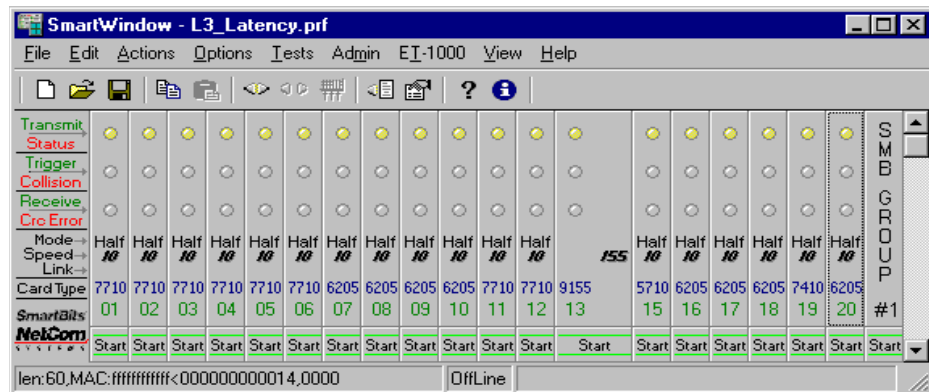 SmartWindow - L3_Latency.prf
File Edit Actions Options Tests Admin ET-1000 View Help
Transmit
Status
Trigger
Collision
Receive
Crc Error
SMB GROUP
Mode Half Half Half Half Half Half Half Half Half Half Half Half Half Half Half Half Half Half
Speed 10 10 10 10 10 10 10 10 10 10 10 10 155 10 10 10 10 10 10
Link
Card Type 7710 7710 7710 7710 7710 7710 6205 6205 6205 6205 7710 7710 9155 5710 6205 6205 6205 7410 6205
SmartBits 01 02 03 04 05 06 07 08 09 10 11 12 13 15 16 17 18 19 20 #1
NetCom
SYSTEMS Start Start Start Start Start Start Start Start Start Start Start Start Start Start Start Start Start Start Start Start
len:60,MAC:ffffffffffff<000000000014,0000 OffLine